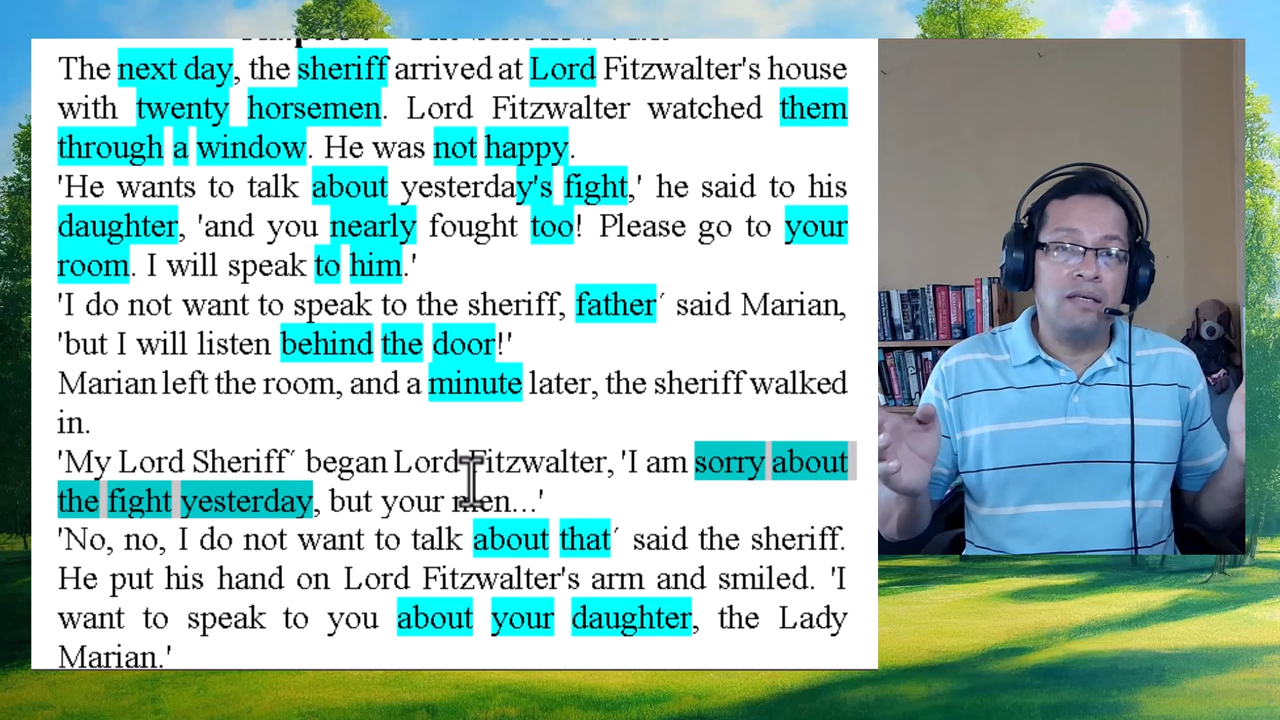 The next day, the sheriff arrived at Lord Fitzwalter's house
with twenty horsemen. Lord Fitzwalter watched them
through a window. He was not happy.
'He wants to talk about yesterday's fight,' he said to his
daughter, 'and you nearly fought too! Please go to your
room. I will speak to him.'
'I do not want to speak to the sheriff, father´ said Marian,
'but I will listen behind the door!'
Marian left the room, and a minute later, the sheriff walked
in.
'My Lord Sheriff´ began Lord Fitzwalter, 'I am sorry about
the fight yesterday, but your men...'
'No, no, I do not want to talk about that´ said the sheriff.
He put his hand on Lord Fitzwalter's arm and smiled. 'I
want to speak to you about your daughter, the Lady
Marian.'